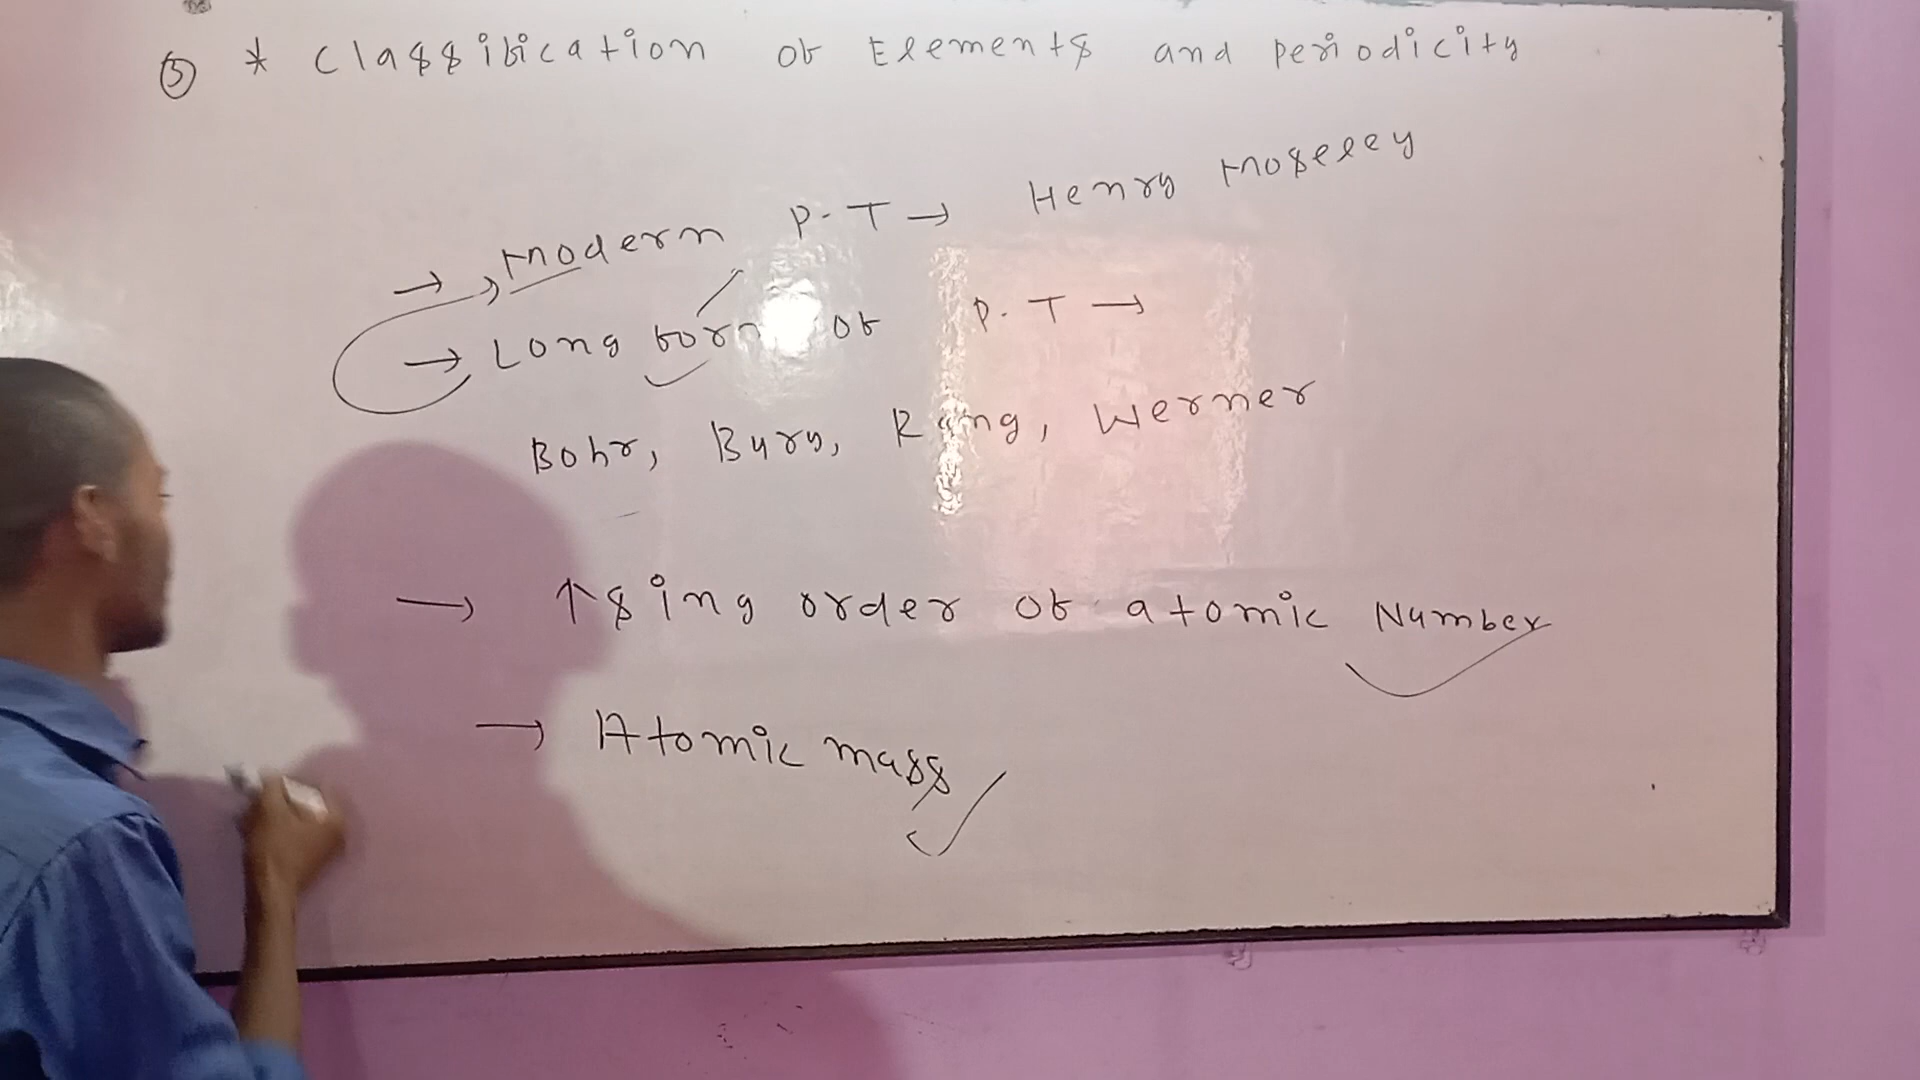 ⑤ * Classification of Elements and periodicity
→ Modern P.T → Henry Moseley
→ Long form of P.T →
Bohr, Bury, Rang, Werner
→ ↑sing order of atomic Number
→ Atomic mass